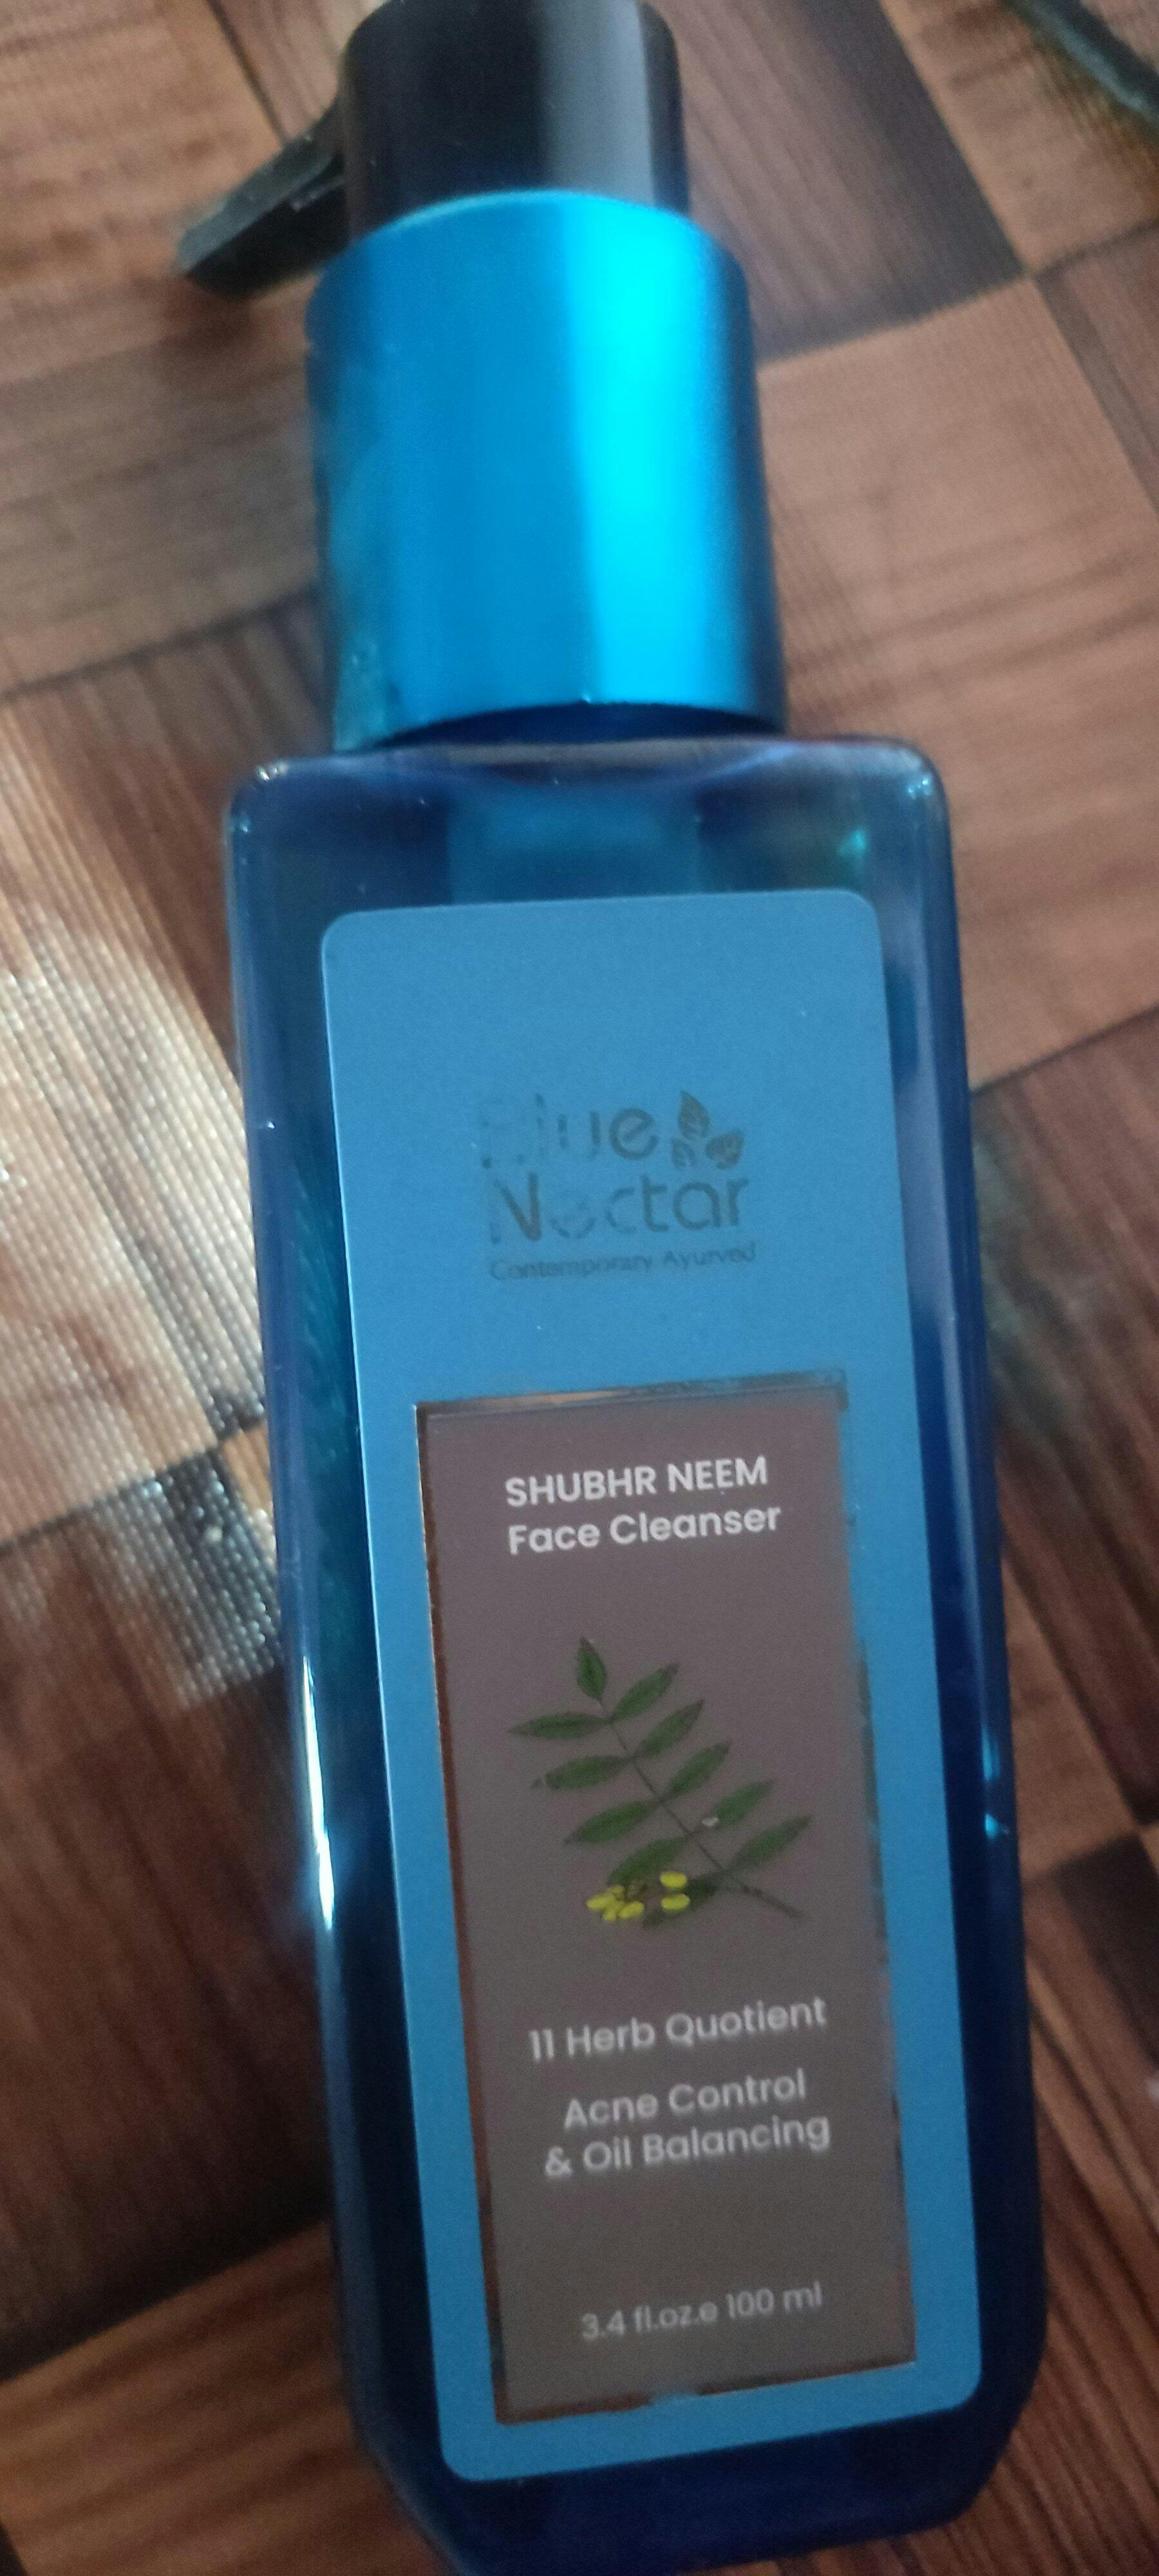 Blue
Nectar
Contemporary Ayurved
SHUBHR NEEM
Face Cleanser
11 Herb Quotient
Acne Control
& Oil Balancing
3.4 fl.oz.e 100 ml